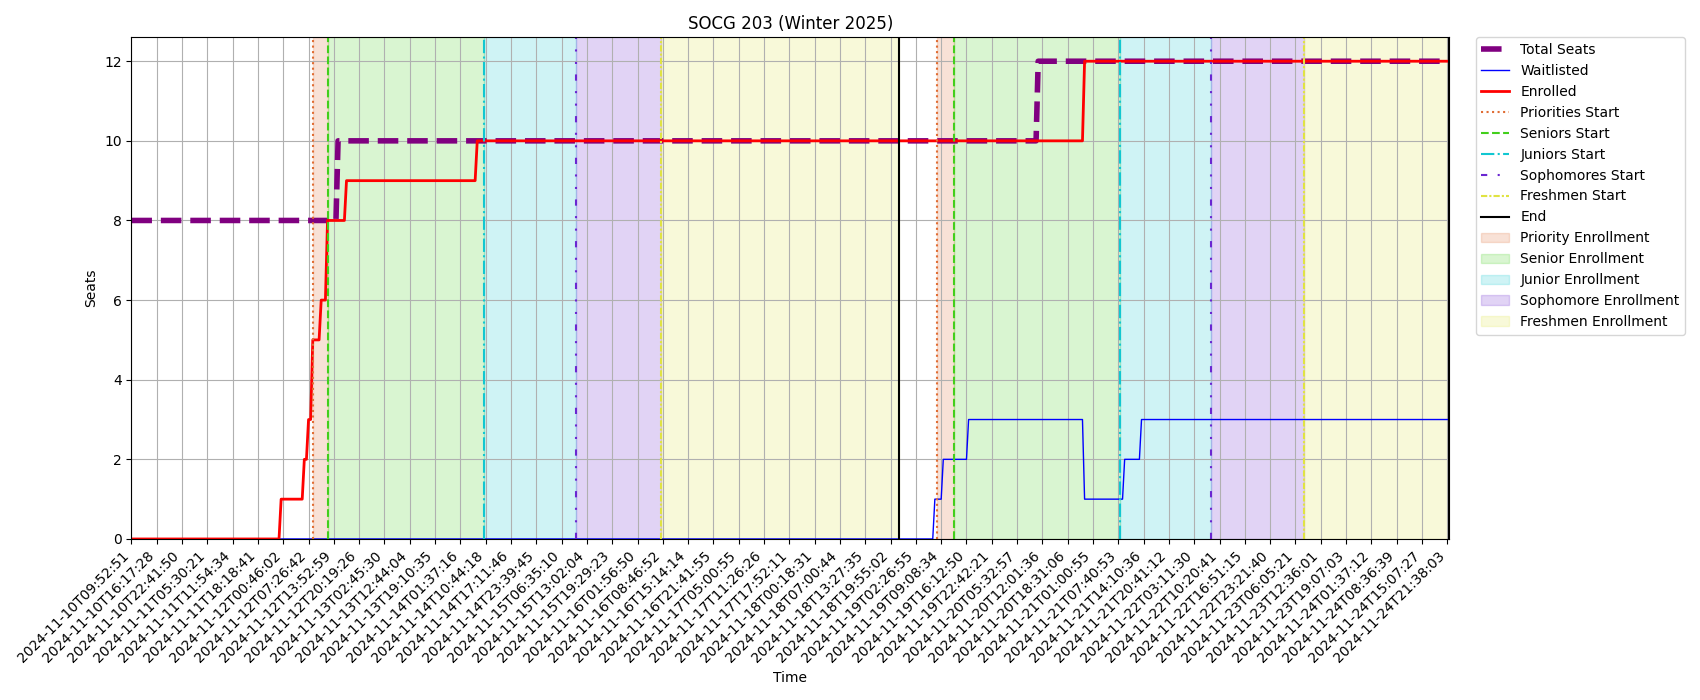 SOCG 203 (Winter 2025)
Seats
12
10
8
6
4
2
0
2024-11-10T09:52:51
2024-11-10T16:17:28
2024-11-10T22:41:50
2024-11-11T05:30:21
2024-11-11T11:54:34
2024-11-11T18:18:41
2024-11-12T00:46:02
2024-11-12T07:26:42
2024-11-12T13:52:59
2024-11-12T20:19:26
2024-11-13T02:45:30
2024-11-13T12:44:04
2024-11-13T19:10:35
2024-11-14T01:37:16
2024-11-14T10:44:18
2024-11-14T17:11:46
2024-11-14T23:39:45
2024-11-15T06:35:10
2024-11-15T13:02:04
2024-11-15T19:29:23
2024-11-16T01:56:50
2024-11-16T08:46:52
2024-11-16T15:14:14
2024-11-16T21:41:55
2024-11-17T05:00:55
2024-11-17T11:26:26
2024-11-17T17:52:11
2024-11-18T00:18:31
2024-11-18T07:00:44
2024-11-18T13:27:35
2024-11-18T19:55:02
2024-11-19T02:26:55
2024-11-19T09:08:34
2024-11-19T16:12:50
2024-11-19T22:42:21
2024-11-20T05:32:57
2024-11-20T12:01:36
2024-11-20T18:31:06
2024-11-21T01:00:55
2024-11-21T07:40:53
2024-11-21T14:10:36
2024-11-21T20:41:12
2024-11-22T03:11:30
2024-11-22T10:20:41
2024-11-22T16:51:15
2024-11-22T23:21:40
2024-11-23T06:05:21
2024-11-23T12:36:01
2024-11-23T19:07:03
2024-11-24T01:37:12
2024-11-24T08:36:39
2024-11-24T15:07:27
2024-11-24T21:38:03
Time
Total Seats
Waitlisted
Enrolled
Priorities Start
Seniors Start
Juniors Start
Sophomores Start
Freshmen Start
End
Priority Enrollment
Senior Enrollment
Junior Enrollment
Sophomore Enrollment
Freshmen Enrollment